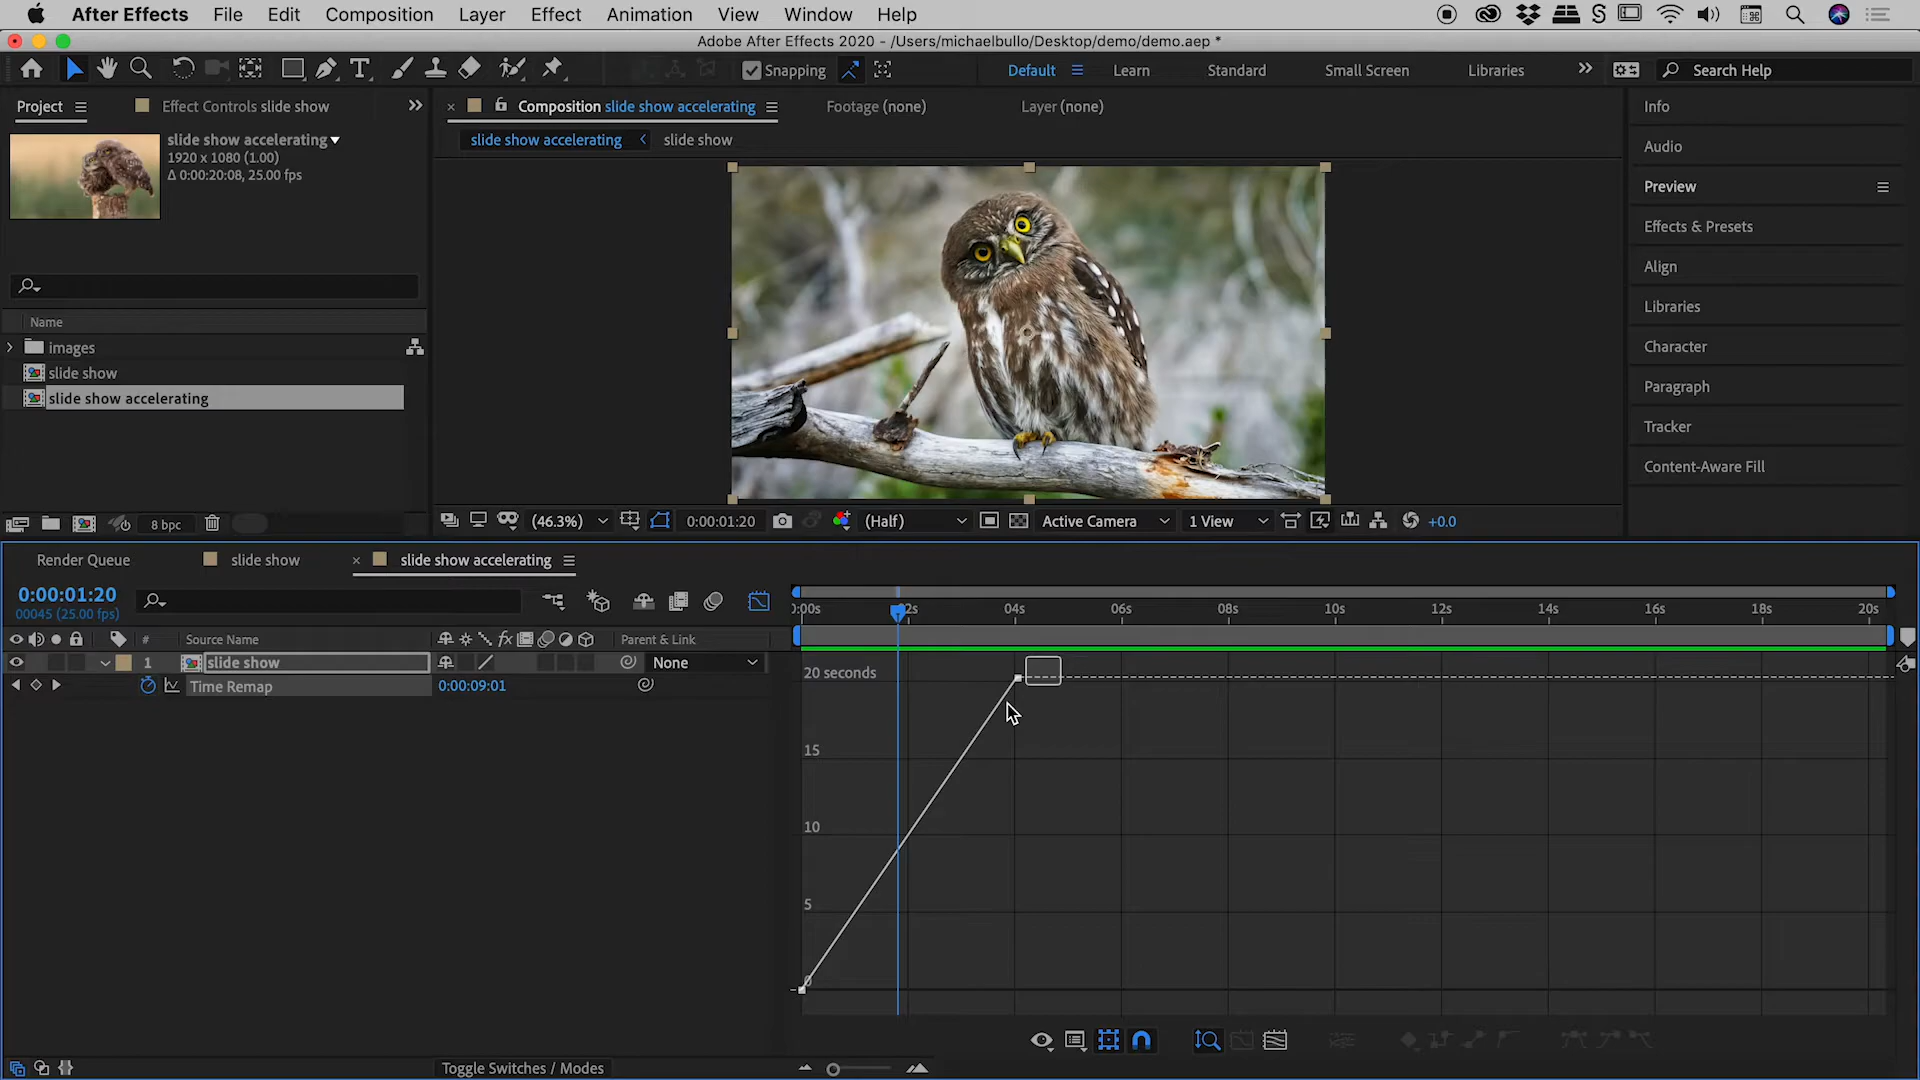 After Effects File Edit Composition Layer Effect Animation View Window Help
Adobe After Effects 2020 - /Users/michaelbullo/Desktop/demo/demo.aep *
Snapping Default Learn Standard Small Screen Libraries Search Help
Project Effect Controls slide show
Composition slide show accelerating Footage (none) Layer (none)
slide show accelerating slide show
slide show accelerating
1920 x 1080 (1.00)
Δ 0:00:20:08, 25.00 fps
Name
images
slide show
slide show accelerating
8 bpc
(46.3%) 0:00:01:20 (Half) Active Camera 1 View +0.0
Info
Audio
Preview
Effects & Presets
Align
Libraries
Character
Paragraph
Tracker
Content-Aware Fill
Render Queue slide show slide show accelerating
0:00:01:20
00045 (25.00 fps)
# Source Name fx Parent & Link
1 slide show None
Time Remap 0:00:09:01
0:00s 02s 04s 06s 08s 10s 12s 14s 16s 18s 20s
20 seconds
15
10
5
0
Toggle Switches / Modes